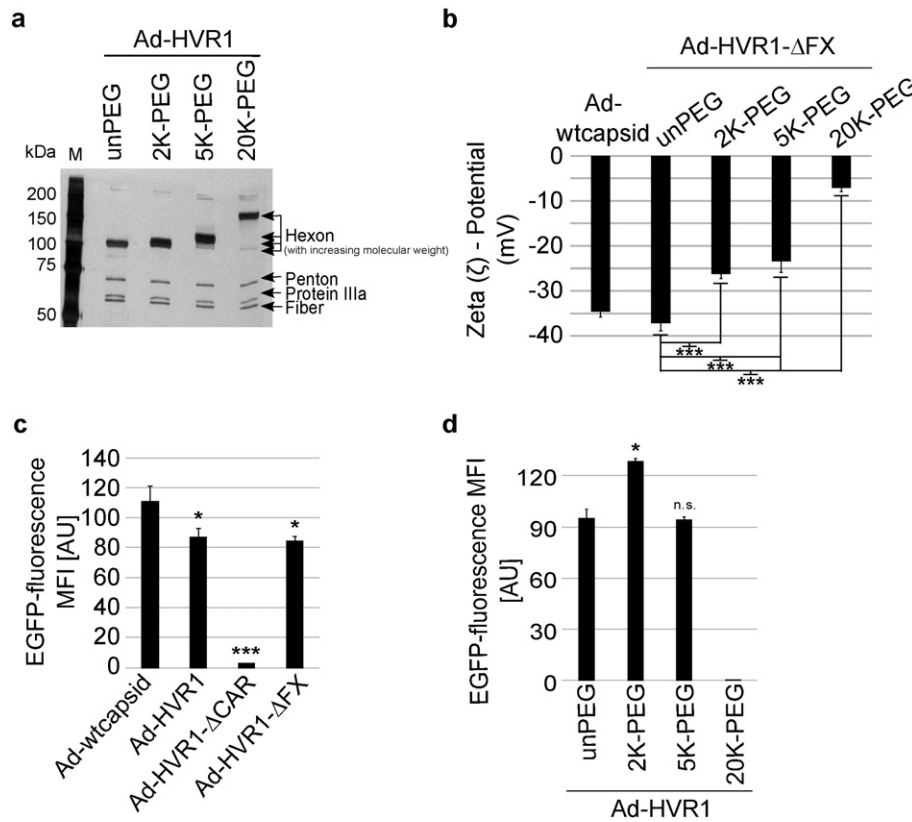 a
Ad-HVR1
unPEG
2K-PEG
5K-PEG
20K-PEG
kDa M
200
150
100
75
50
Hexon
(with increasing molecular weight)
Penton
Protein IIIa
Fiber
b
Ad-HVR1-ΔFX
Ad-
wtcapsid
unPEG
2K-PEG
5K-PEG
20K-PEG
Zeta (ζ) - Potential
(mV)
0
-10
-20
-30
-40
***
***
***
c
EGFP-fluorescence
MFI [AU]
140
120
100
80
60
40
20
0
*
***
*
Ad-wtcapsid
Ad-HVR1
Ad-HVR1-ΔCAR
Ad-HVR1-ΔFX
d
EGFP-fluorescence MFI
[AU]
120
90
60
30
0
*
n.s.
unPEG
2K-PEG
5K-PEG
20K-PEG
Ad-HVR1